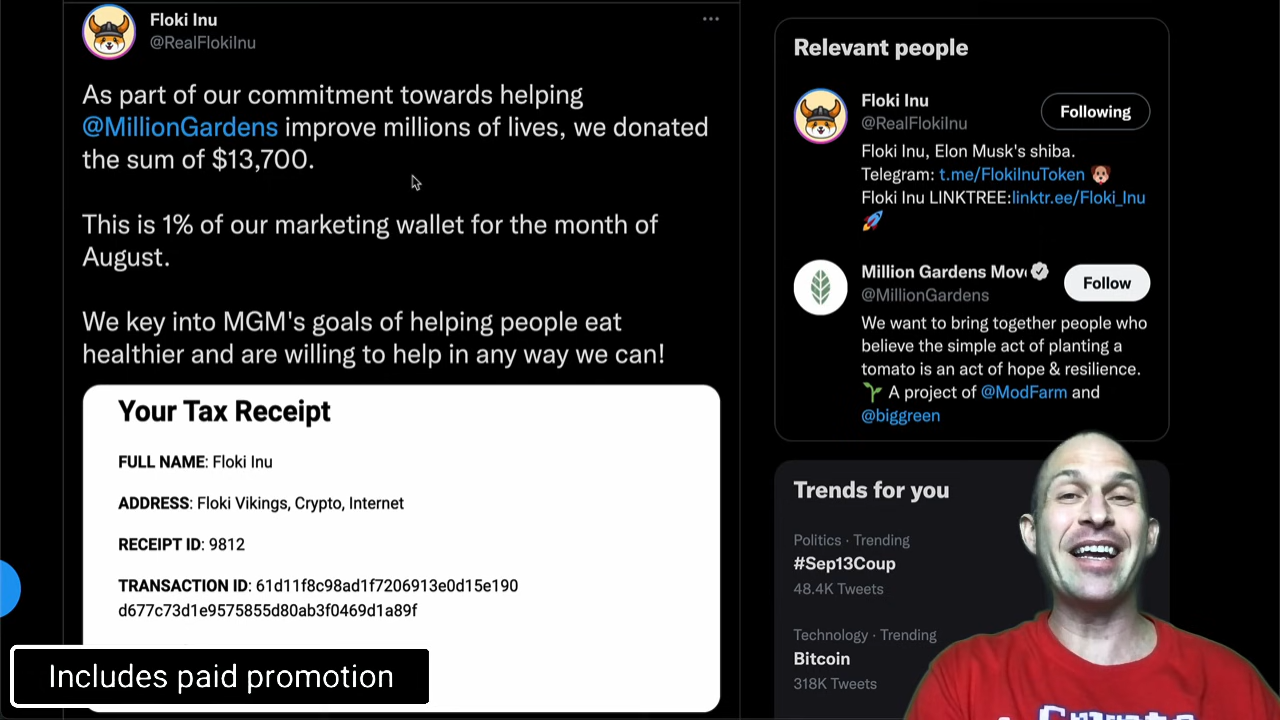 Floki Inu
@RealFlokiInu
As part of our commitment towards helping
@MillionGardens improve millions of lives, we donated
the sum of $13,700.
This is 1% of our marketing wallet for the month of
August.
We key into MGM's goals of helping people eat
healthier and are willing to help in any way we can!
Your Tax Receipt
FULL NAME: Floki Inu
ADDRESS: Floki Vikings, Crypto, Internet
RECEIPT ID: 9812
TRANSACTION ID: 61d11f8c98ad1f7206913e0d15e190
d677c73d1e9575855d80ab3f0469d1a89f
Includes paid promotion
Relevant people
Floki Inu
@RealFlokiInu
Following
Floki Inu, Elon Musk's shiba.
Telegram: t.me/FlokiInuToken
Floki Inu LINKTREE:linktr.ee/Floki_Inu
Million Gardens Mov
@MillionGardens
Follow
We want to bring together people who
believe the simple act of planting a
tomato is an act of hope & resilience.
A project of @ModFarm and
@biggreen
Trends for you
Politics · Trending
#Sep13Coup
48.4K Tweets
Technology · Trending
Bitcoin
318K Tweets